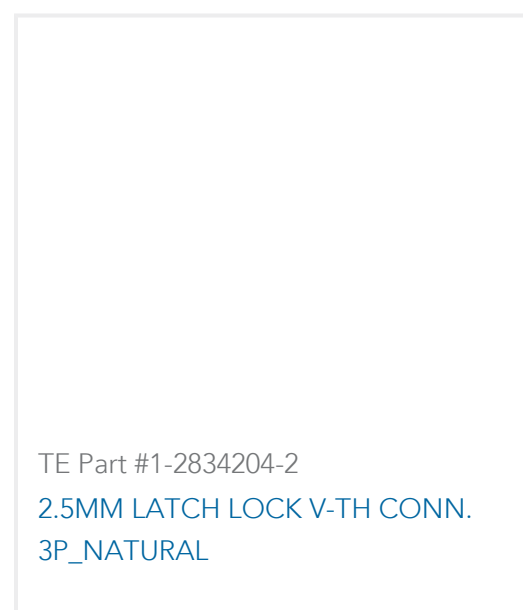 TE Part #1-2834204-2
2.5MM LATCH LOCK V-TH CONN.
3P_NATURAL